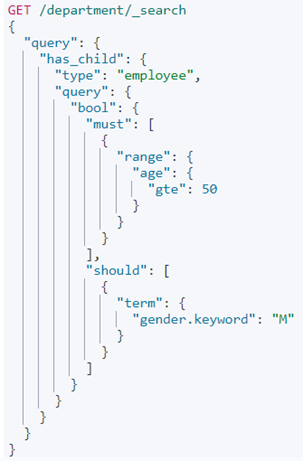 GET /department/_search
{
  "query": {
    "has_child": {
      "type": "employee",
      "query": {
        "bool": {
          "must": [
            {
              "range": {
                "age": {
                  "gte": 50
                }
              }
            }
          ],
          "should": [
            {
              "term": {
                "gender.keyword": "M"
              }
            }
          ]
        }
      }
    }
  }
}